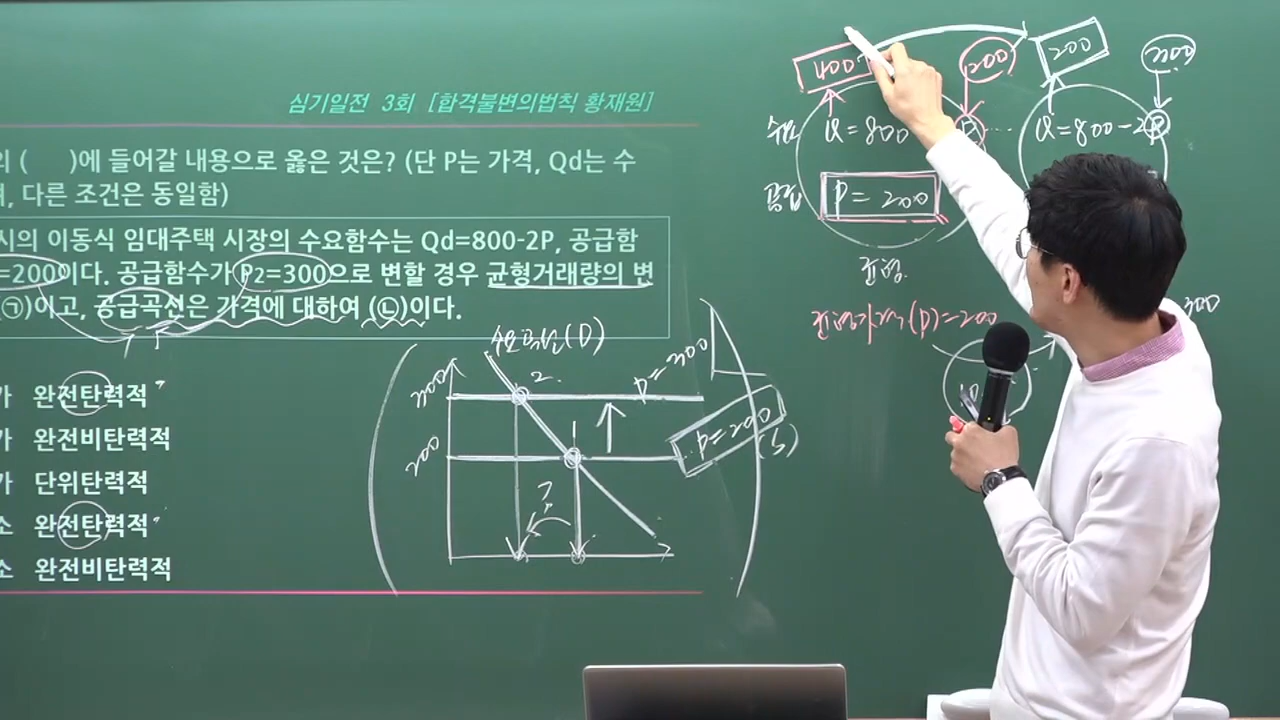 심기일전 3회 [합격불변의법칙 황재원]
의 ( )에 들어갈 내용으로 옳은 것은? (단 P는 가격, Qd는 수
며, 다른 조건은 동일함)
시의 이동식 임대주택 시장의 수요함수는 Qd=800-2P, 공급함
=200이다. 공급함수가 P2=300으로 변할 경우 균형거래량의 변
(㉠)이고, 공급곡선은 가격에 대하여 (㉡)이다.
가 완전탄력적
가 완전비탄력적
가 단위탄력적
소 완전탄력적
소 완전비탄력적
400
200
200
300
수요 Q=800 P
Q=800-2P
공급 P=200
균형
균형가격(P)=200
300
수요곡선(D)
300
2.
P=300
200
P=200
(S)
?